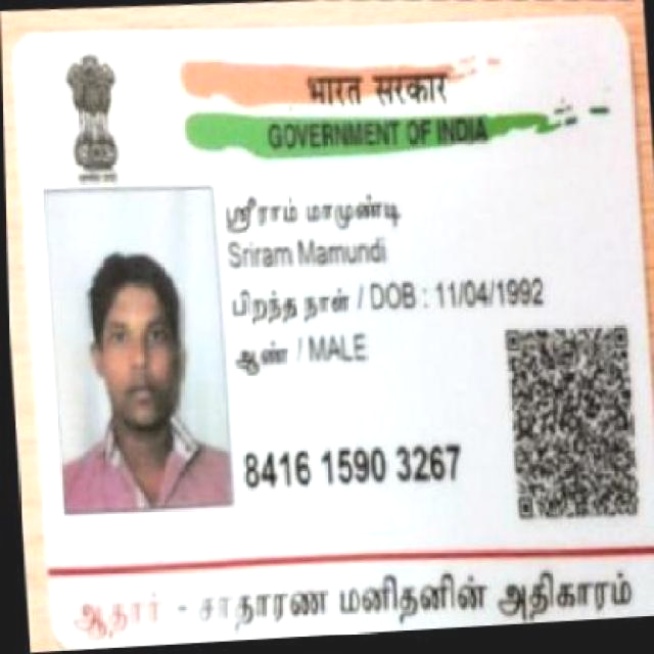 भारत सरकार
GOVERNMENT OF INDIA
ஸ்ரீராம் மாமுண்டி
Sriram Mamundi
பிறந்த நாள் / DOB : 11/04/1992
ஆண் / MALE
8416 1590 3267
ஆதார் - சாதாரண மனிதனின் அதிகாரம்